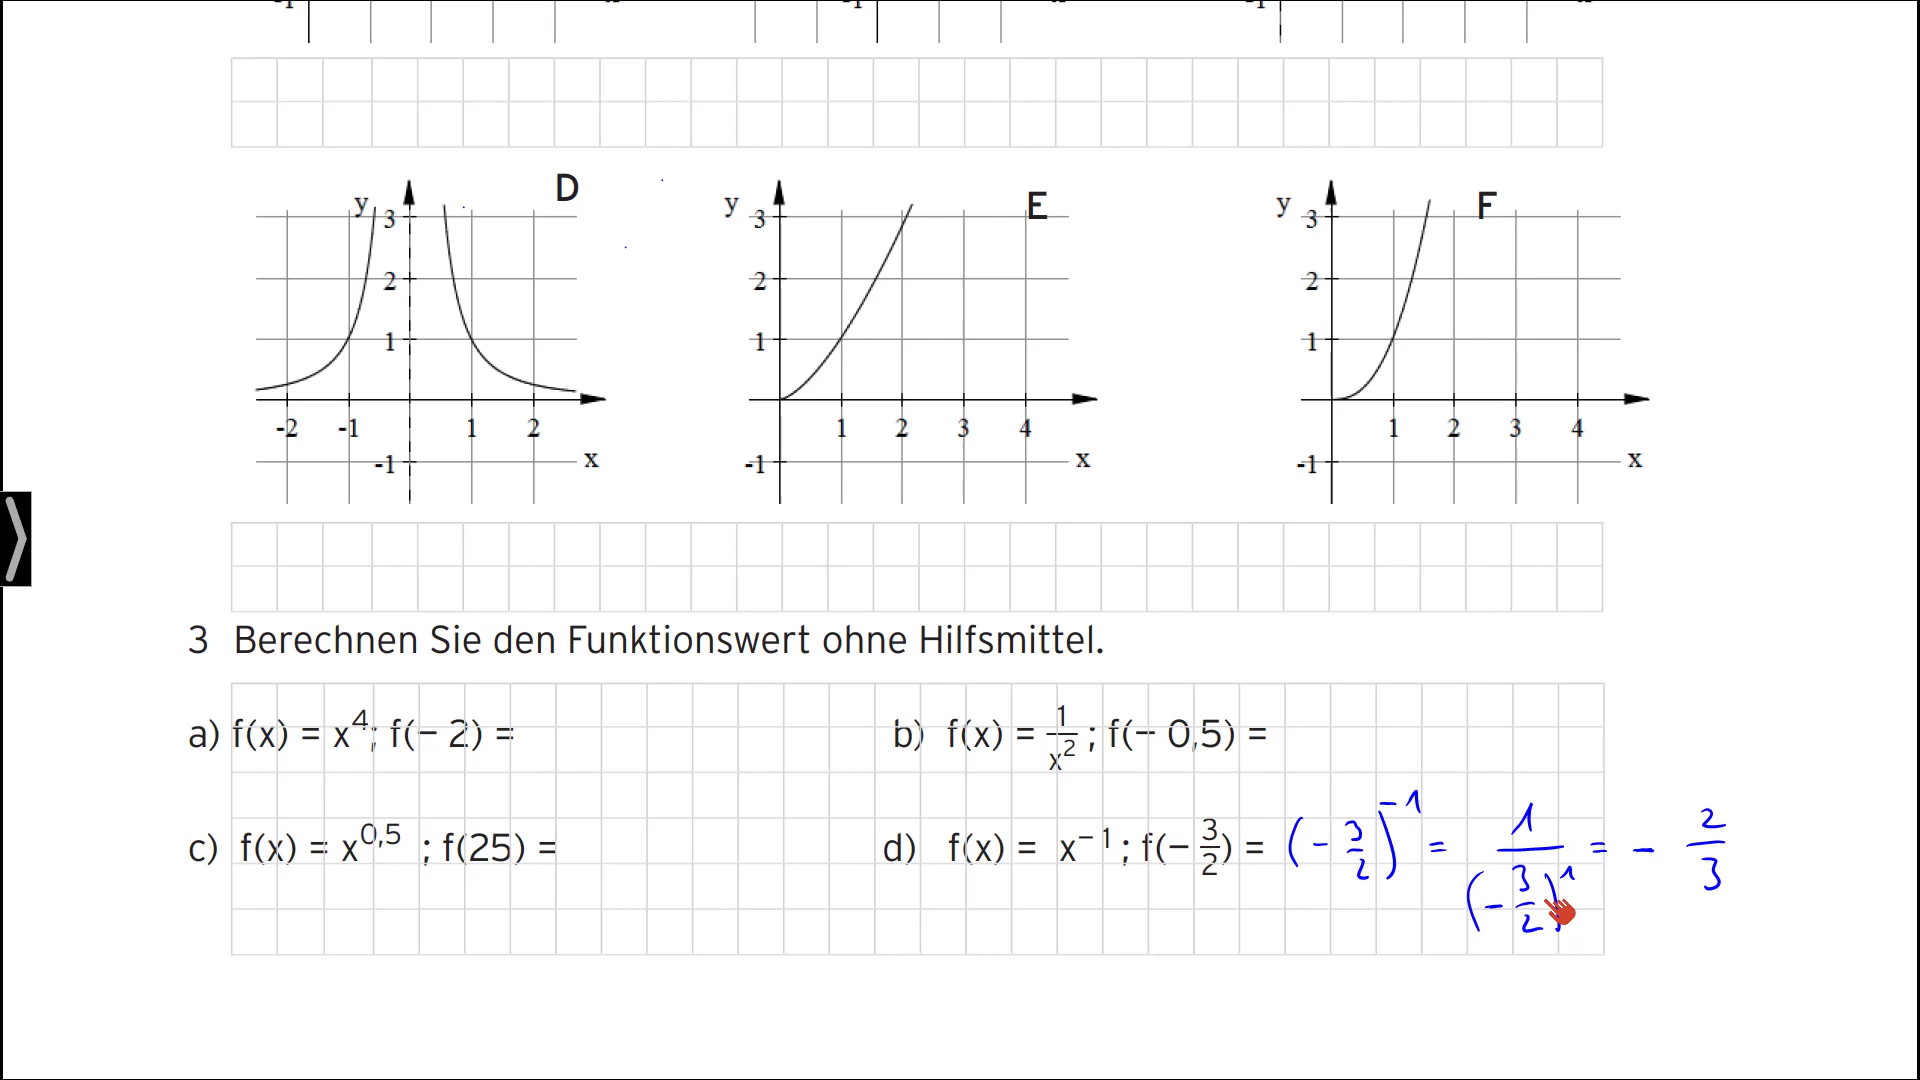 D
E
F
y 3
y 3
y 3
2
2
2
1
1
1
-2 -1 1 2
1 2 3 4
1 2 3 4
-1 x
-1 x
-1 x
3 Berechnen Sie den Funktionswert ohne Hilfsmittel.
a) f(x) = x^4; f(− 2) =
b) f(x) = 1/x^2 ; f(− 0,5) =
c) f(x) = x^0,5 ; f(25) =
d) f(x) = x^−1 ; f(− 3/2) = (− 3/2)^−1 = 1/(− 3/2)^1 = − 2/3